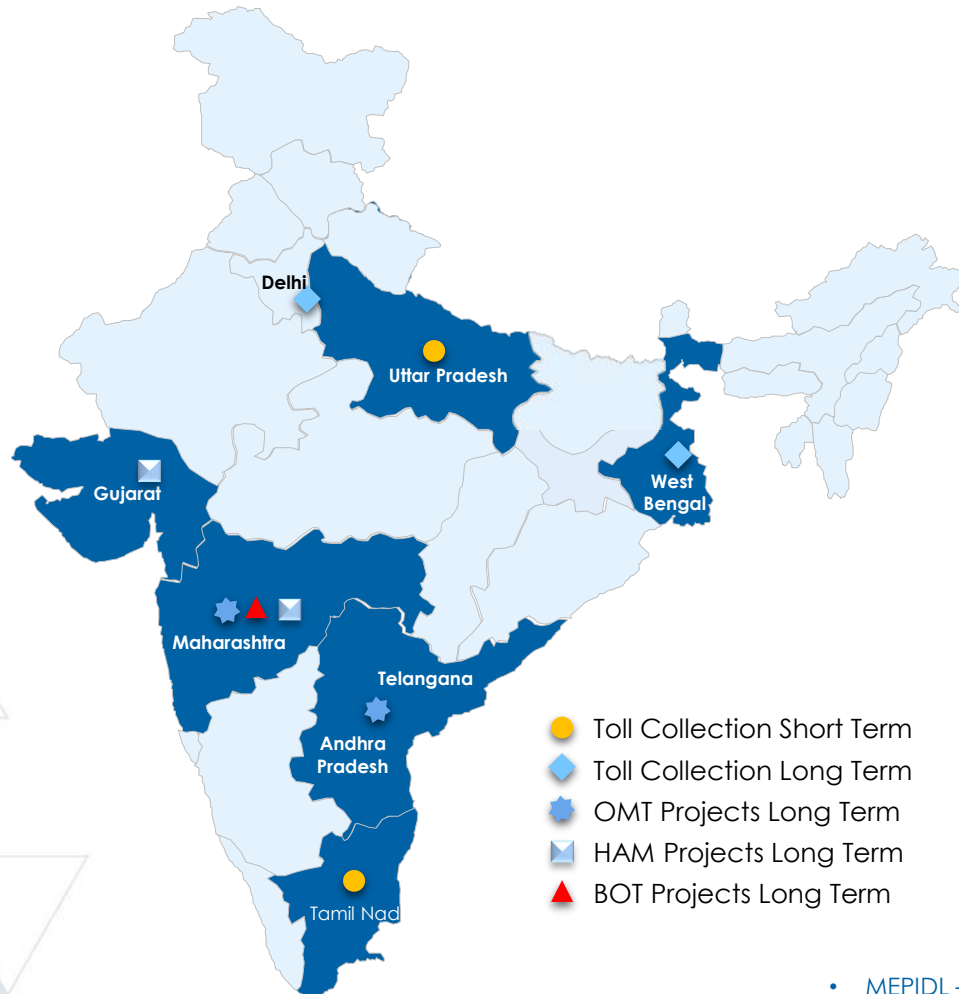 Delhi
Uttar Pradesh
West
Bengal
Gujarat
Maharashtra
Telangana
Andhra
Pradesh
Tamil Nad
Toll Collection Short Term
Toll Collection Long Term
OMT Projects Long Term
HAM Projects Long Term
BOT Projects Long Term
• MEPIDL -